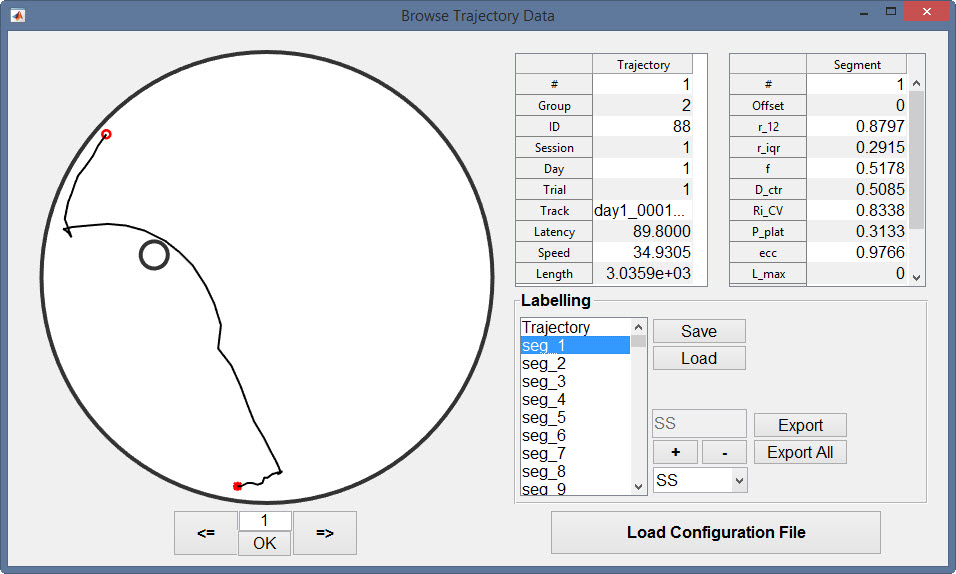 Browse Trajectory Data
Trajectory
# 1
Group 2
ID 88
Session 1
Day 1
Trial 1
Track day1_0001...
Latency 89.8000
Speed 34.9305
Length 3.0359e+03
Segment
# 1
Offset 0
r_12 0.8797
r_iqr 0.2915
f 0.5178
D_ctr 0.5085
Ri_CV 0.8338
P_plat 0.3133
ecc 0.9766
L_max 0
Labelling
Trajectory
seg_1
seg_2
seg_3
seg_4
seg_5
seg_6
seg_7
seg_8
seg_9
Save
Load
SS
Export
+ -
Export All
SS
<= 1 =>
OK
Load Configuration File